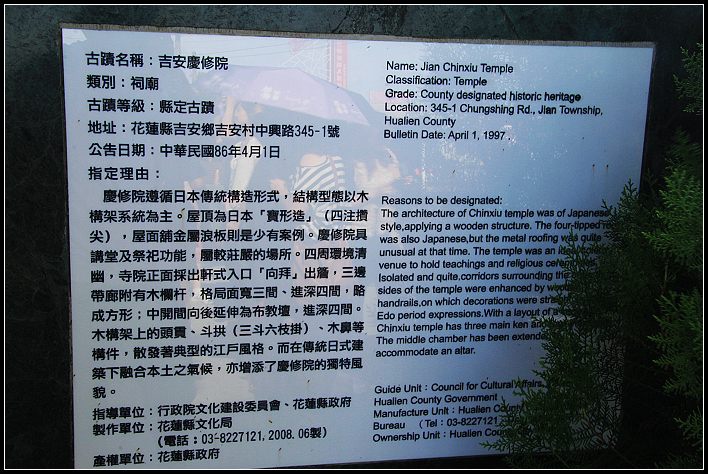 古蹟名稱：吉安慶修院
類別：祠廟
古蹟等級：縣定古蹟
地址：花蓮縣吉安鄉吉安村中興路345-1號
公告日期：中華民國86年4月1日
指定理由：
慶修院遵循日本傳統構造形式，結構型態以木
構架系統為主。屋頂為日本「寶形造」（四注攢
尖），屋面舖金屬浪板則是少有案例。慶修院具
講堂及祭祀功能，屬較莊嚴的場所。四周環境清
幽，寺院正面採出軒式入口「向拜」出簷，三邊
帶廊附有木欄杆，格局面寬三間、進深四間，略
成方形；中開間向後延伸為布教壇，進深四間。
木構架上的頭貫、斗拱（三斗六枝掛）、木鼻等
構件，散發著典型的江戶風格。而在傳統日式建
築下融合本土之氣候，亦增添了慶修院的獨特風
貌。
指導單位：行政院文化建設委員會、花蓮縣政府
製作單位：花蓮縣文化局
（電話：03-8227121,2008.06製）
產權單位：花蓮縣政府
Name: Jian Chinxiu Temple
Classification: Temple
Grade: County designated historic heritage
Location: 345-1 Chungshing Rd., Jian Township,
Hualien County
Bulletin Date: April 1, 1997
Reasons to be designated:
The architecture of Chinxiu temple was of Japanese
style,applying a wooden structure. The four-tipped
was also Japanese,but the metal roofing was quite
unusual at that time. The temple was an
venue to hold teachings and religious
Isolated and quite.corridors surrounding the
sides of the temple were enhanced by
handrails,on which decorations were
Edo period expressions.With a layout of a
Chinxiu temple has three main ken and
The middle chamber has been extended
accommodate an altar.
Guide Unit：Council for Cultural Affairs,
Hualien County Government
Manufacture Unit：Hualien County
Bureau （Tel：03-8227121
Ownership Unit：Hualien